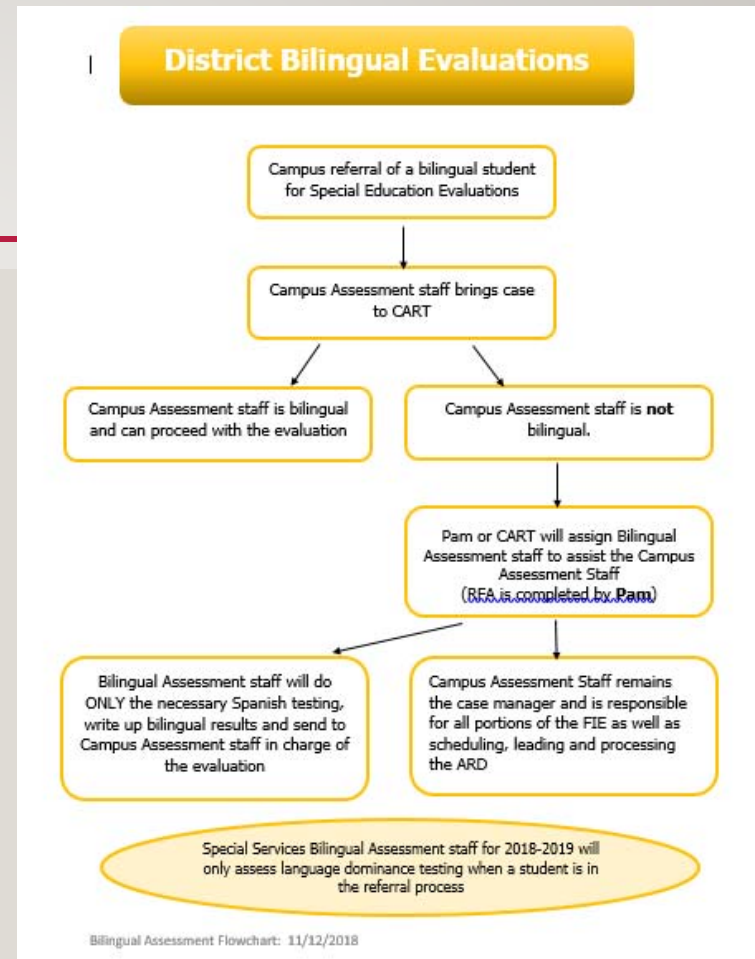 District Bilingual Evaluations
Campus referral of a bilingual student
for Special Education Evaluations
Campus Assessment staff brings case
to CART
Campus Assessment staff is bilingual
and can proceed with the evaluation
Campus Assessment staff is not
bilingual.
Pam or CART will assign Bilingual
Assessment staff to assist the Campus
Assessment Staff
(RFA is completed by Pam)
Bilingual Assessment staff will do
ONLY the necessary Spanish testing,
write up bilingual results and send to
Campus Assessment staff in charge of
the evaluation
Campus Assessment Staff remains
the case manager and is responsible
for all portions of the FIE as well as
scheduling, leading and processing
the ARD
Special Services Bilingual Assessment staff for 2018-2019 will
only assess language dominance testing when a student is in
the referral process
Bilingual Assessment Flowchart: 11/12/2018